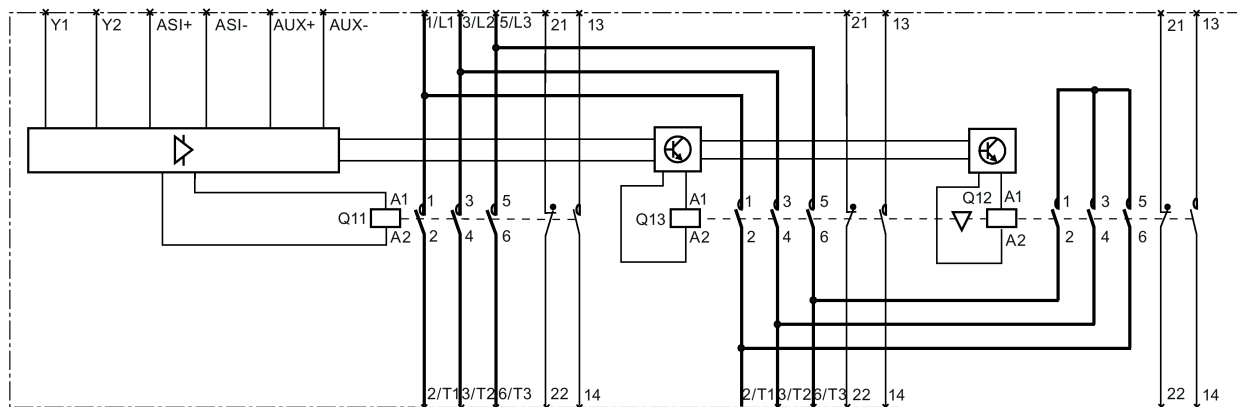 Y1 Y2 ASI+ ASI- AUX+ AUX- 1/L1 3/L2 5/L3 21 13 21 13 21 13
A1 1 3 5 A1 1 3 5 Q12 A1 1 3 5
Q11 Q13
A2 2 4 6 A2 2 4 6 A2 2 4 6
2/T1 3/T2 6/T3 22 14 2/T1 3/T2 6/T3 22 14 22 14